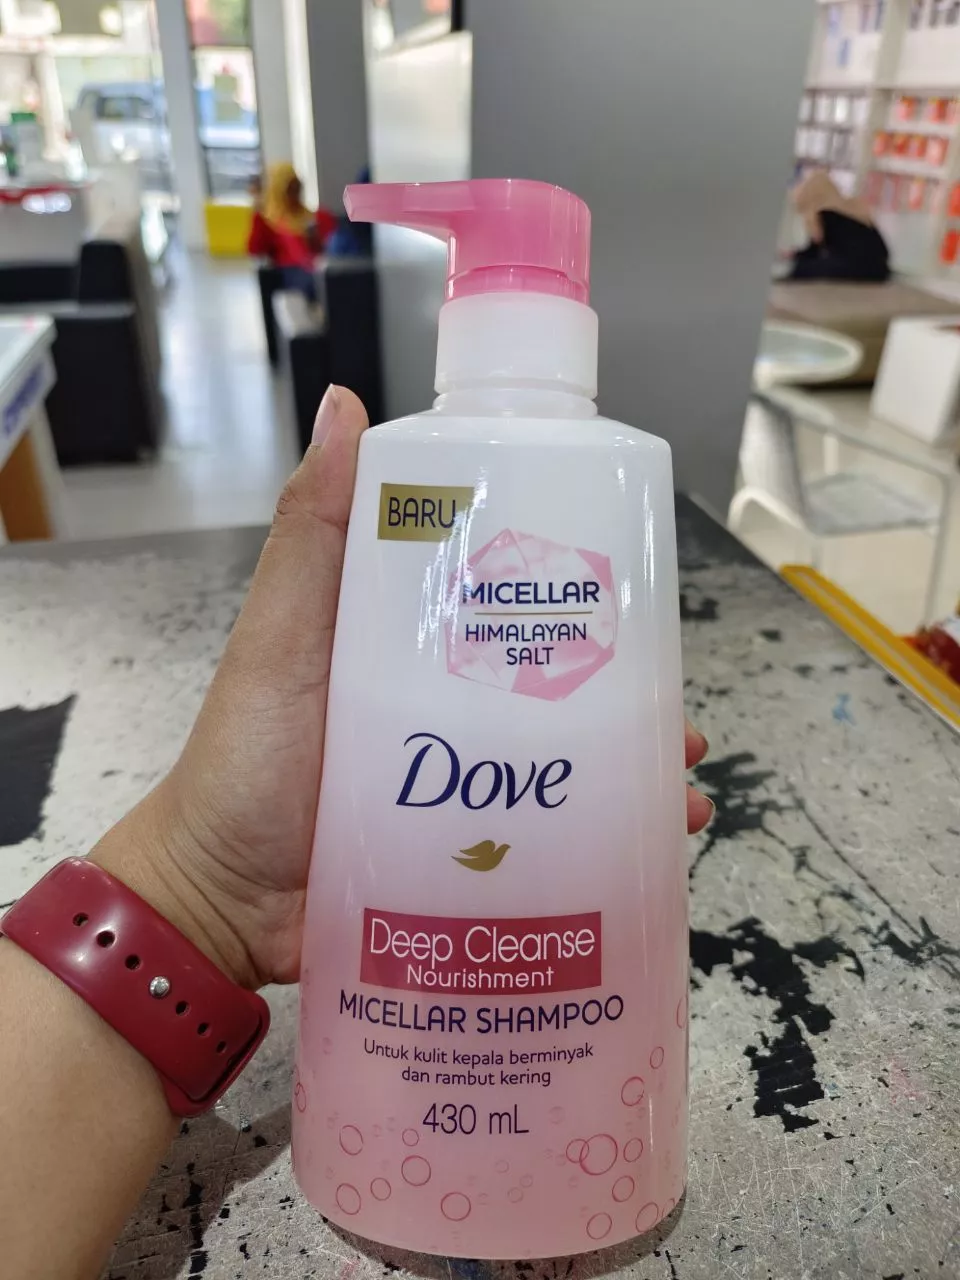 BARU
MICELLAR
HIMALAYAN
SALT
Dove
Deep Cleanse
Nourishment
MICELLAR SHAMPOO
Untuk kulit kepala berminyak
dan rambut kering
430 mL